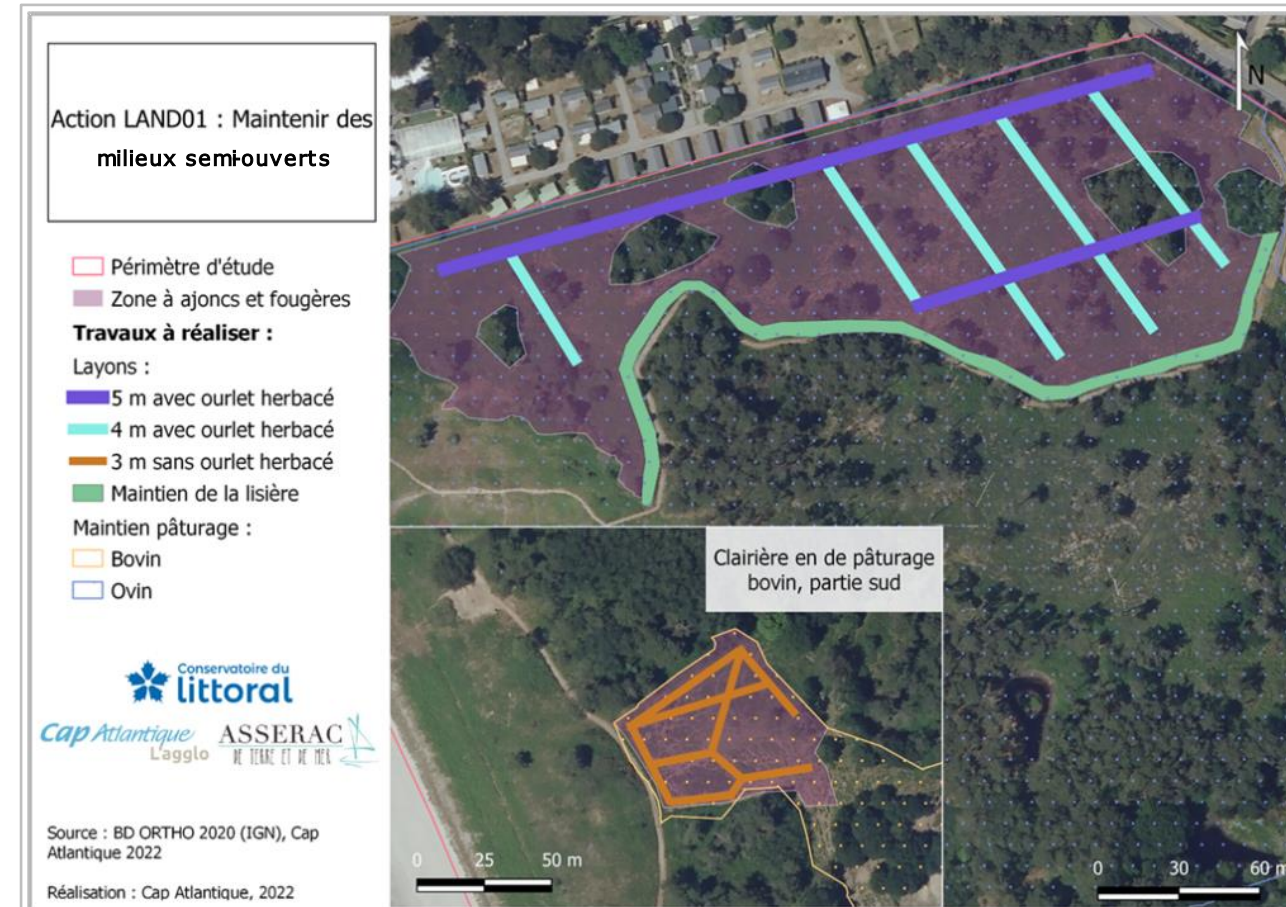 Action LAND01 : Maintenir des
milieux semi-ouverts
Périmètre d'étude
Zone à ajoncs et fougères
Travaux à réaliser :
Layons :
5 m avec ourlet herbacé
4 m avec ourlet herbacé
3 m sans ourlet herbacé
Maintien de la lisière
Maintien pâturage :
Bovin
Ovin
Conservatoire du
littoral
Cap Atlantique
L'agglo
ASSERAC
DE TERRE ET DE MER
Source : BD ORTHO 2020 (IGN), Cap
Atlantique 2022
Réalisation : Cap Atlantique, 2022
N
Clairière en de pâturage
bovin, partie sud
0 25 50 m
0 30 60 m